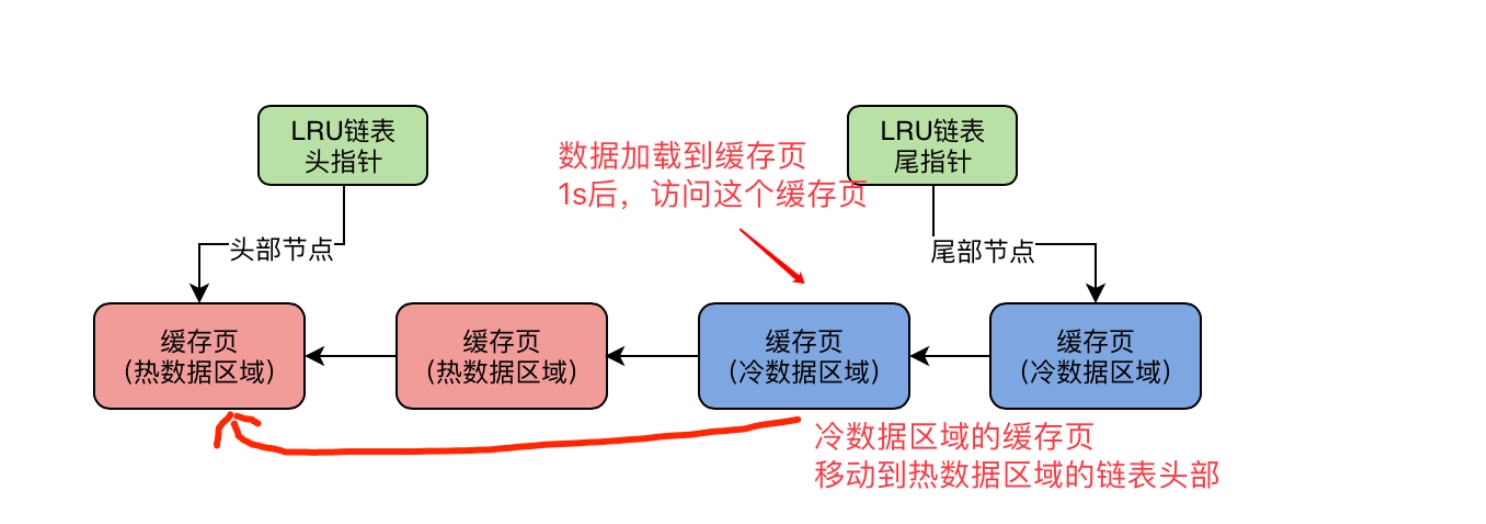 LRU链表
头指针
LRU链表
尾指针
数据加载到缓存页
1s后，访问这个缓存页
头部节点
尾部节点
缓存页
（热数据区域）
缓存页
（热数据区域）
缓存页
（冷数据区域）
缓存页
（冷数据区域）
冷数据区域的缓存页
移动到热数据区域的链表头部